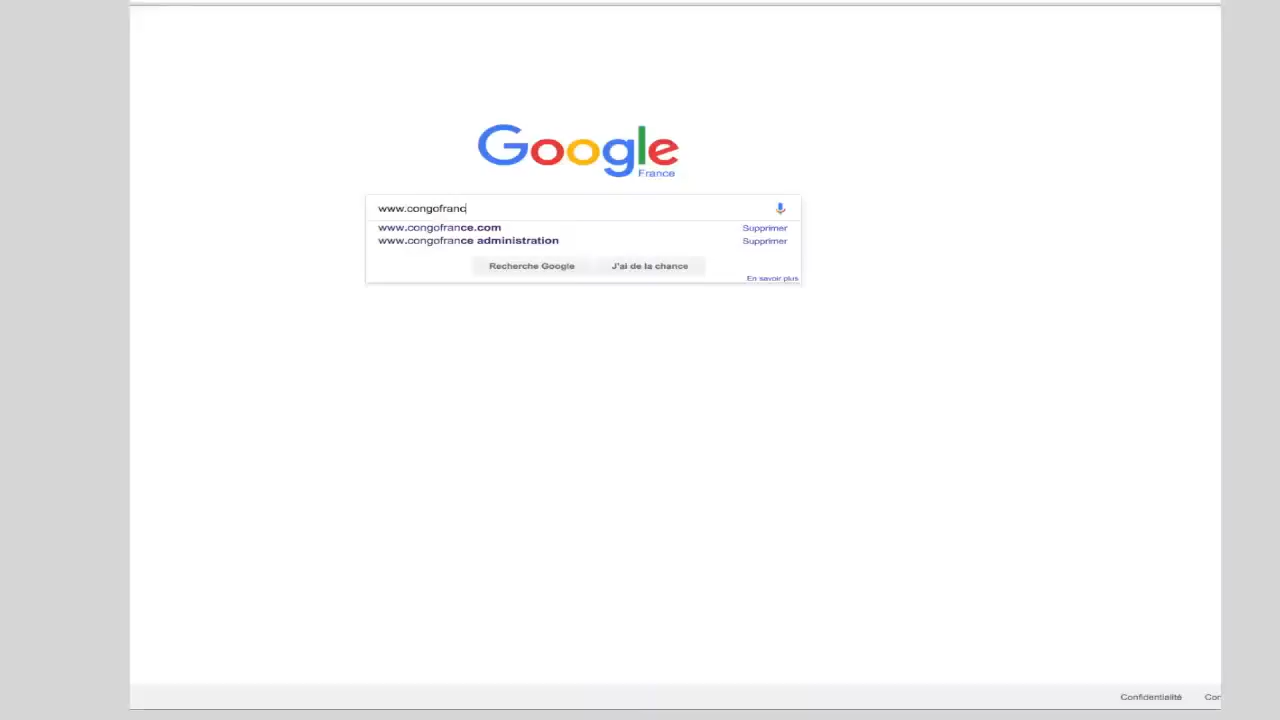 Google
France
www.congofranc
www.congofrance.com Supprimer
www.congofrance administration Supprimer
Recherche Google J'ai de la chance
En savoir plus
Confidentialité